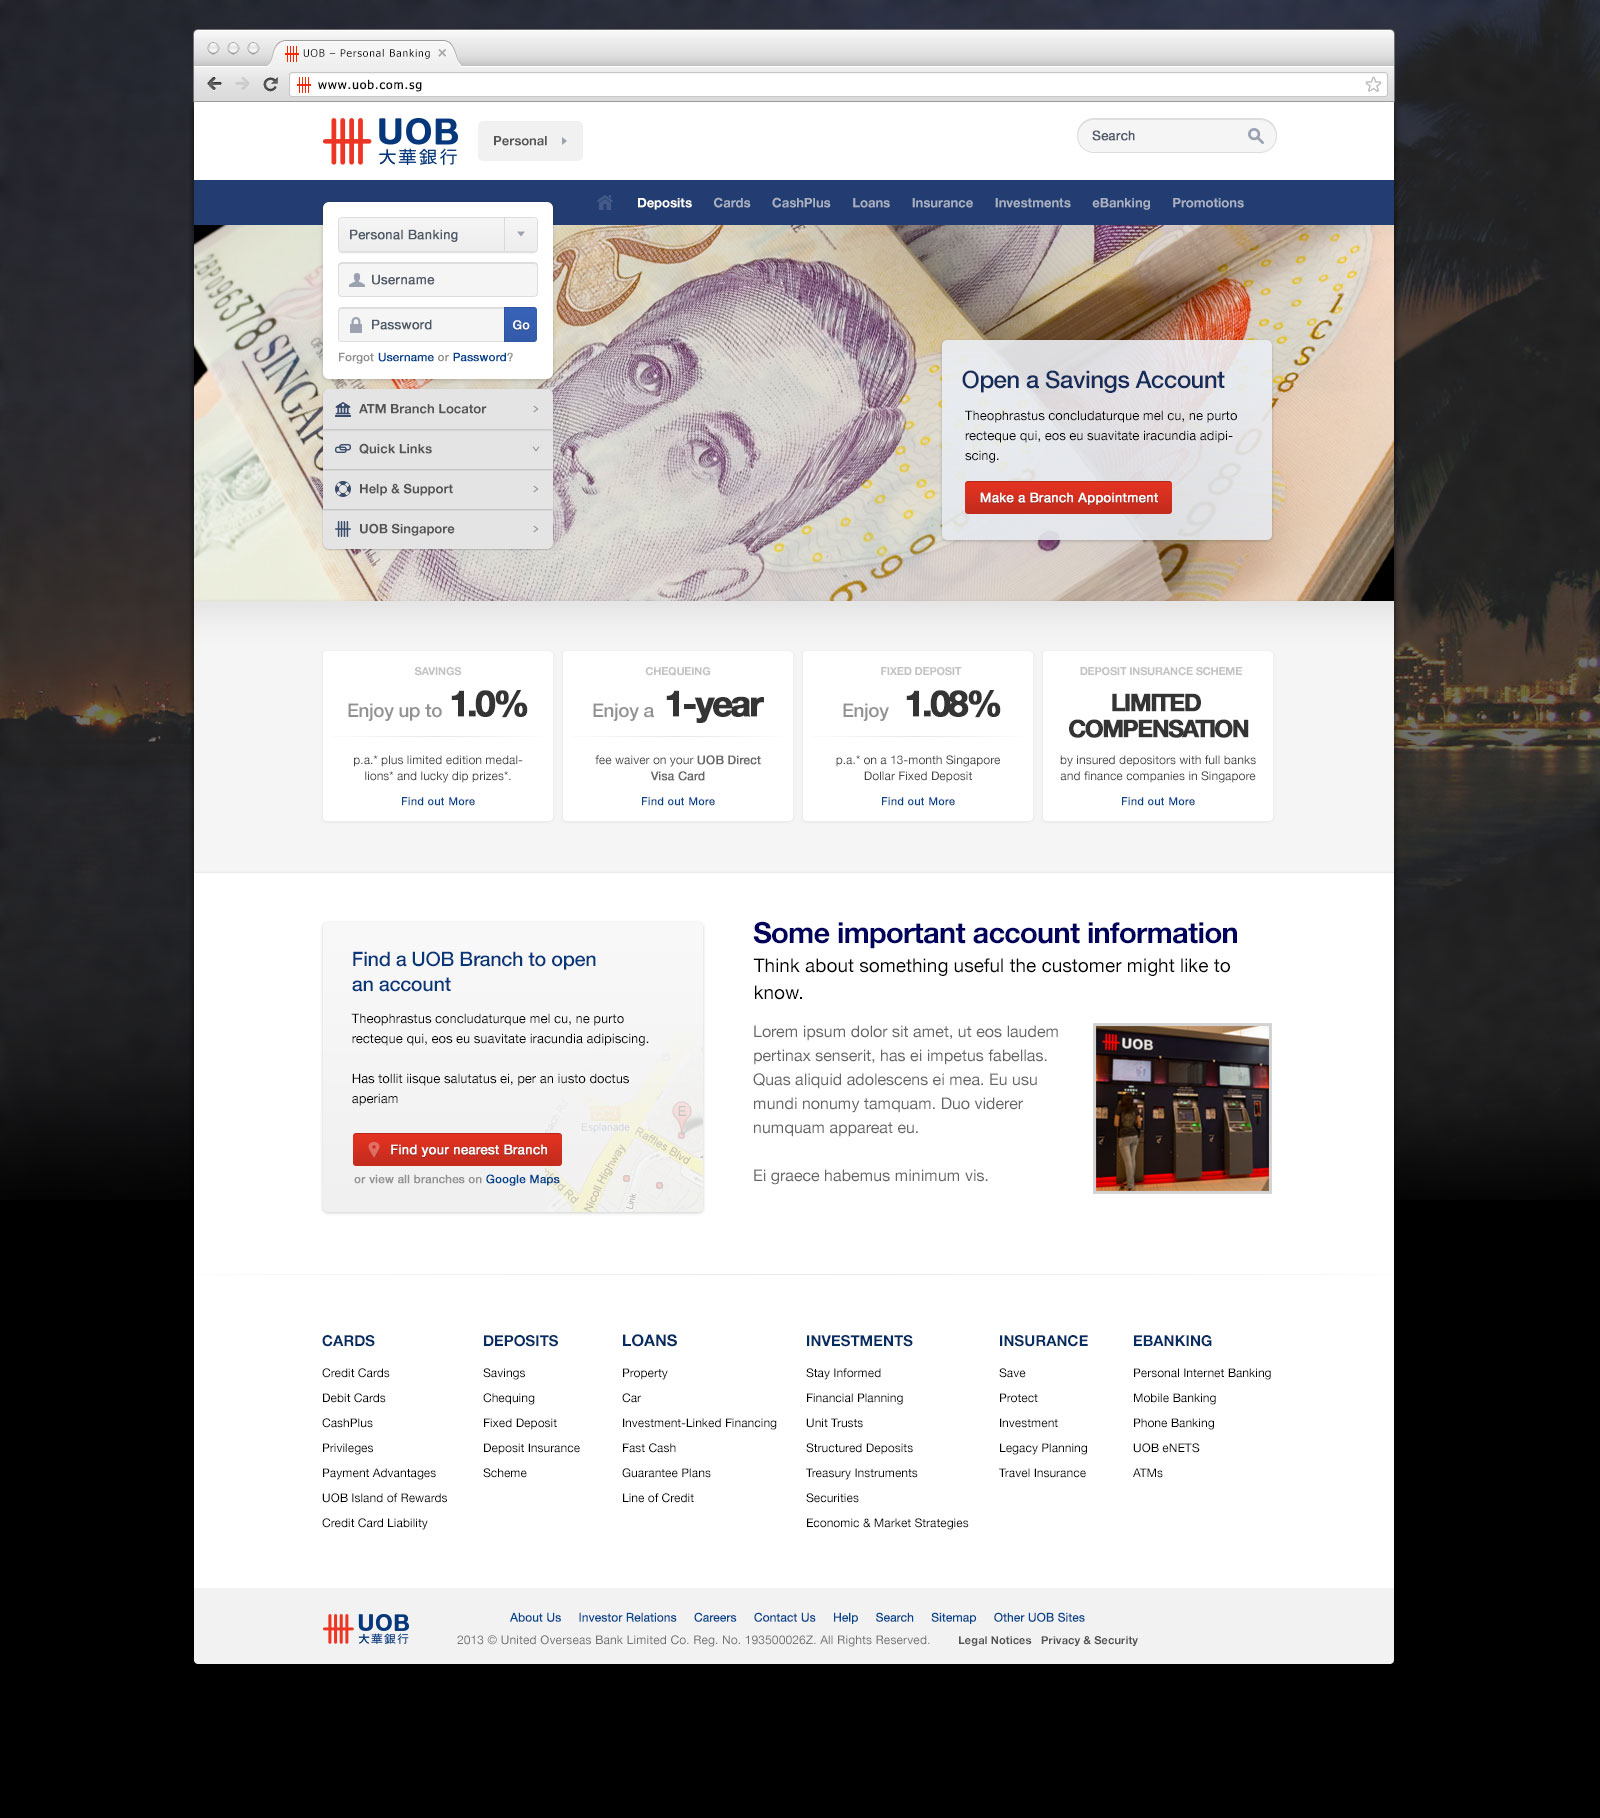 UOB – Personal Banking
www.uob.com.sg
UOB
大華銀行
Personal
Search
Deposits Cards CashPlus Loans Insurance Investments eBanking Promotions
Personal Banking
Username
Password Go
Forgot Username or Password?
ATM Branch Locator
Quick Links
Help & Support
UOB Singapore
2BP096378
Open a Savings Account
Theophrastus concludaturque mel cu, ne purto
recteque qui, eos eu suavitate iracundia adipi-
scing.
Make a Branch Appointment
SAVINGS
Enjoy up to 1.0%
p.a.* plus limited edition medal-
lions* and lucky dip prizes*.
Find out More
CHEQUEING
Enjoy a 1-year
fee waiver on your UOB Direct
Visa Card
Find out More
FIXED DEPOSIT
Enjoy 1.08%
p.a.* on a 13-month Singapore
Dollar Fixed Deposit
Find out More
DEPOSIT INSURANCE SCHEME
LIMITED
COMPENSATION
by insured depositors with full banks
and finance companies in Singapore
Find out More
Find a UOB Branch to open
an account
Theophrastus concludaturque mel cu, ne purto
recteque qui, eos eu suavitate iracundia adipiscing.
Has tollit iisque salutatus ei, per an iusto doctus
aperiam
Find your nearest Branch
or view all branches on Google Maps
Esplanade
Raffles Blvd
Nicoll Highway
Link
E
Some important account information
Think about something useful the customer might like to
know.
Lorem ipsum dolor sit amet, ut eos laudem
pertinax senserit, has ei impetus fabellas.
Quas aliquid adolescens ei mea. Eu usu
mundi nonumy tamquam. Duo viderer
numquam appareat eu.
Ei graece habemus minimum vis.
UOB
CARDS
Credit Cards
Debit Cards
CashPlus
Privileges
Payment Advantages
UOB Island of Rewards
Credit Card Liability
DEPOSITS
Savings
Chequing
Fixed Deposit
Deposit Insurance
Scheme
LOANS
Property
Car
Investment-Linked Financing
Fast Cash
Guarantee Plans
Line of Credit
INVESTMENTS
Stay Informed
Financial Planning
Unit Trusts
Structured Deposits
Treasury Instruments
Securities
Economic & Market Strategies
INSURANCE
Save
Protect
Investment
Legacy Planning
Travel Insurance
EBANKING
Personal Internet Banking
Mobile Banking
Phone Banking
UOB eNETS
ATMs
UOB
大華銀行
About Us Investor Relations Careers Contact Us Help Search Sitemap Other UOB Sites
2013 © United Overseas Bank Limited Co. Reg. No. 193500026Z. All Rights Reserved. Legal Notices Privacy & Security